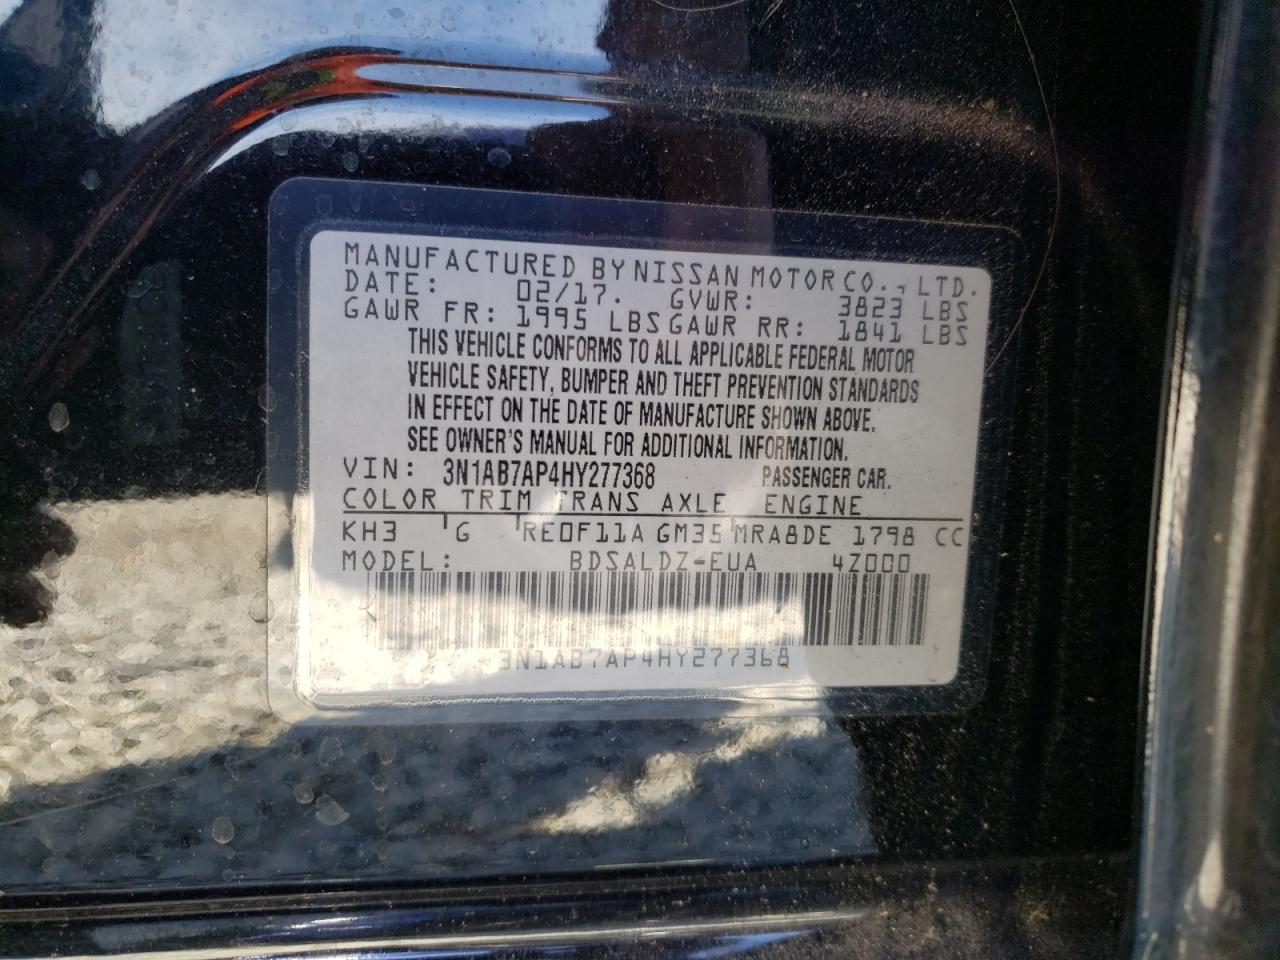 MANUFACTURED BY NISSAN MOTOR CO., LTD.
DATE: 02/17. GVWR: 3823 LBS
GAWR FR: 1995 LBS GAWR RR: 1841 LBS
THIS VEHICLE CONFORMS TO ALL APPLICABLE FEDERAL MOTOR
VEHICLE SAFETY, BUMPER AND THEFT PREVENTION STANDARDS
IN EFFECT ON THE DATE OF MANUFACTURE SHOWN ABOVE.
SEE OWNER'S MANUAL FOR ADDITIONAL INFORMATION.
VIN: 3N1AB7AP4HY277368 PASSENGER CAR.
COLOR TRIM TRANS AXLE ENGINE
KH3 G RE0F11A GM35 MRA8DE 1798 CC
MODEL: BDSALDZ-EUA 4Z000
3N1AB7AP4HY277368